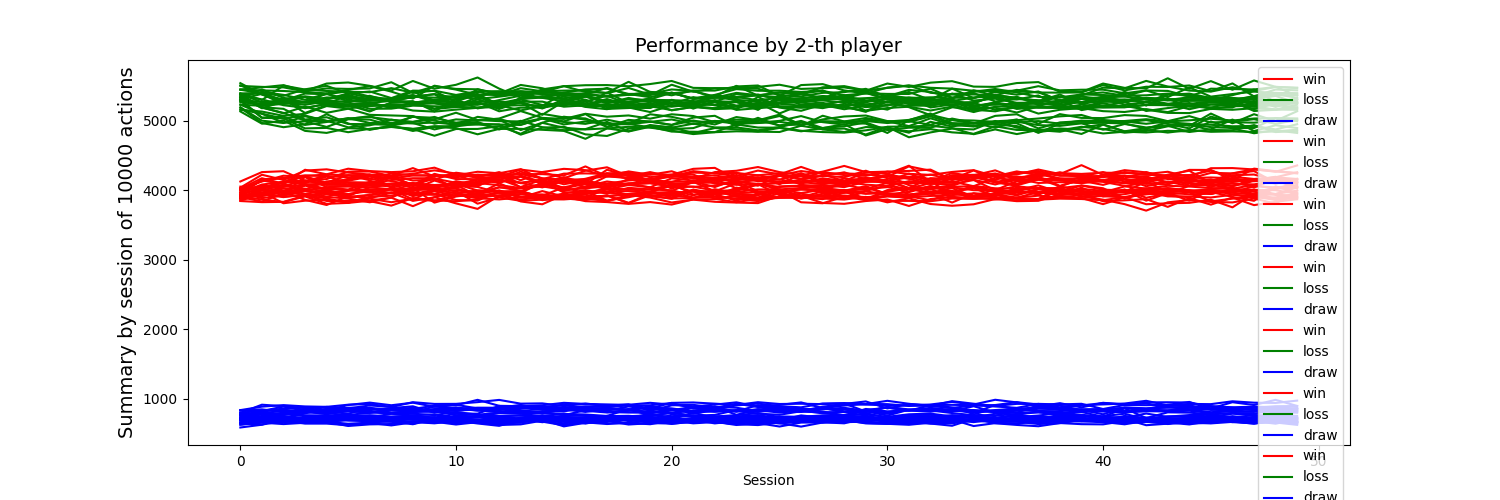 Performance by 2-th player
Summary by session of 10000 actions
5000
4000
3000
2000
1000
0
10
20
30
40
50
Session
win
loss
draw
win
loss
draw
win
loss
draw
win
loss
draw
win
loss
draw
win
loss
draw
win
loss
draw